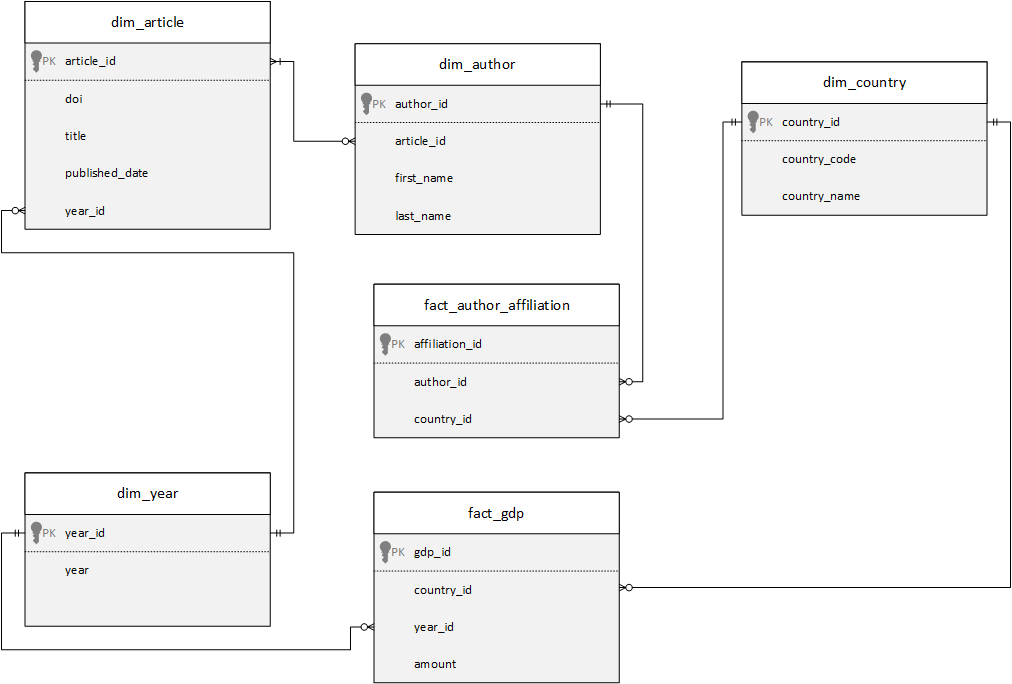 dim_article
PK article_id
doi
title
published_date
year_id
dim_author
PK author_id
article_id
first_name
last_name
dim_country
PK country_id
country_code
country_name
fact_author_affiliation
PK affiliation_id
author_id
country_id
dim_year
PK year_id
year
fact_gdp
PK gdp_id
country_id
year_id
amount